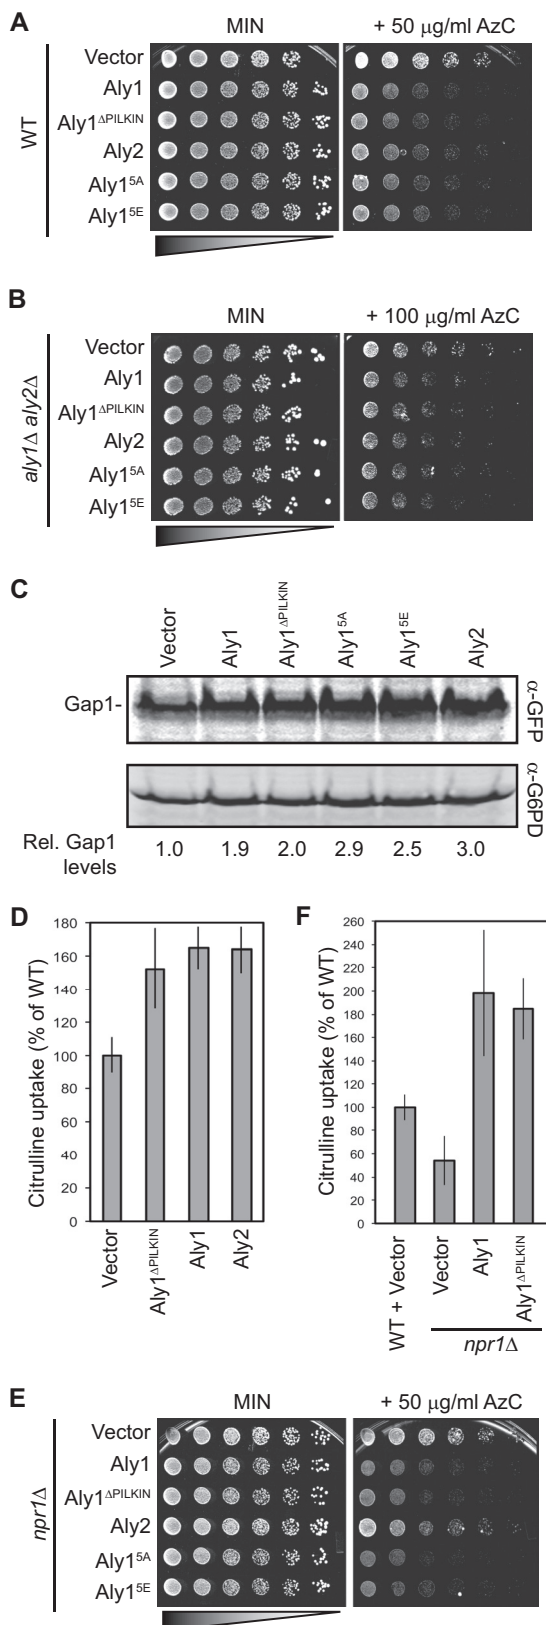 A
MIN + 50 µg/ml AzC
WT
Vector
Aly1
Aly1ΔPILKIN
Aly2
Aly15A
Aly15E
B
MIN + 100 µg/ml AzC
aly1Δ aly2Δ
Vector
Aly1
Aly1ΔPILKIN
Aly2
Aly15A
Aly15E
C
Vector Aly1 Aly1ΔPILKIN Aly15A Aly15E Aly2
Gap1-
α-GFP
α-G6PD
Rel. Gap1 levels 1.0 1.9 2.0 2.9 2.5 3.0
D
Citrulline uptake (% of WT)
180
160
140
120
100
80
60
40
20
0
Vector Aly1ΔPILKIN Aly1 Aly2
F
Citrulline uptake (% of WT)
260
240
220
200
180
160
140
120
100
80
60
40
20
0
WT + Vector Vector Aly1 Aly1ΔPILKIN
npr1Δ
E
MIN + 50 µg/ml AzC
npr1Δ
Vector
Aly1
Aly1ΔPILKIN
Aly2
Aly15A
Aly15E